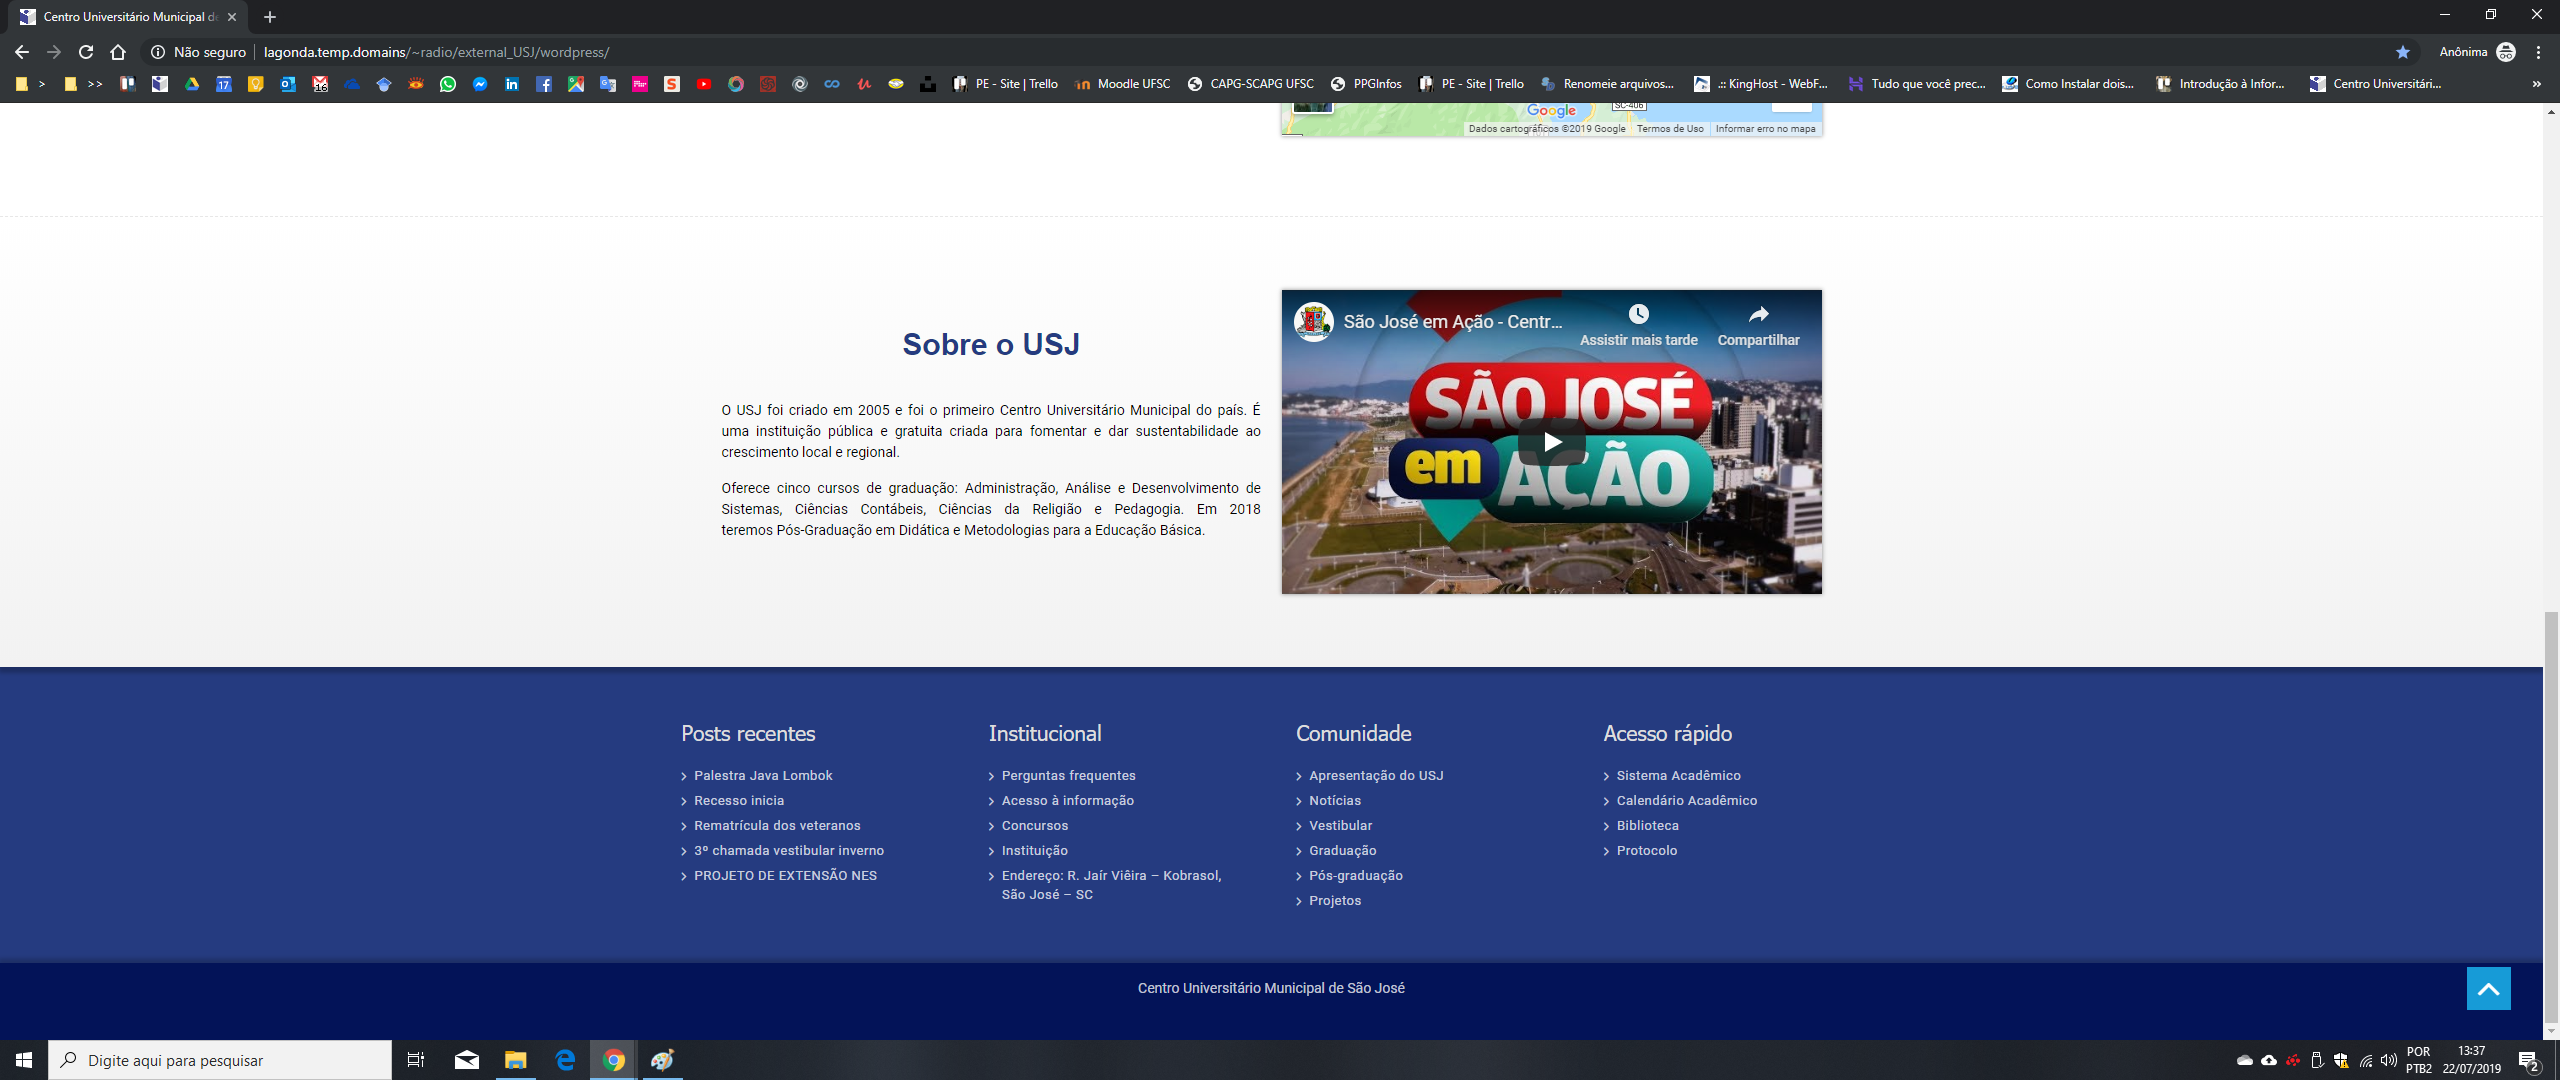 Centro Universitário Municipal de
Não seguro
lagonda.temp.domains/~radio/external_USJ/wordpress/
Anônima
>
>>
17
16
PE - Site | Trello
Moodle UFSC
CAPG-SCAPG UFSC
PPGInfos
PE - Site | Trello
Renomeie arquivos...
.:: KingHost - WebF...
Tudo que você prec...
Como Instalar dois...
Introdução à Infor...
Centro Universitári...
»
SC-406
Google
Dados cartográficos ©2019 Google
Termos de Uso
Informar erro no mapa
Sobre o USJ
O USJ foi criado em 2005 e foi o primeiro Centro Universitário Municipal do país. É
uma instituição pública e gratuita criada para fomentar e dar sustentabilidade ao
crescimento local e regional.
Oferece cinco cursos de graduação: Administração, Análise e Desenvolvimento de
Sistemas, Ciências Contábeis, Ciências da Religião e Pedagogia. Em 2018
teremos Pós-Graduação em Didática e Metodologias para a Educação Básica.
São José em Ação - Centr...
Assistir mais tarde
Compartilhar
SÃO JOSÉ
em AÇÃO
Posts recentes
Palestra Java Lombok
Recesso inicia
Rematrícula dos veteranos
3º chamada vestibular inverno
PROJETO DE EXTENSÃO NES
Institucional
Perguntas frequentes
Acesso à informação
Concursos
Instituição
Endereço: R. Jaír Viêira – Kobrasol,
São José – SC
Comunidade
Apresentação do USJ
Notícias
Vestibular
Graduação
Pós-graduação
Projetos
Acesso rápido
Sistema Acadêmico
Calendário Acadêmico
Biblioteca
Protocolo
Centro Universitário Municipal de São José
Digite aqui para pesquisar
POR
PTB2
13:37
22/07/2019
2